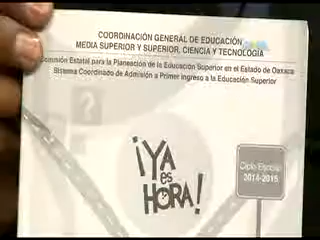 COORDINACIÓN GENERAL DE EDUCACIÓN
MEDIA SUPERIOR Y SUPERIOR, CIENCIA Y TECNOLOGÍA
Comisión Estatal para la Planeación de la Educación Superior en el Estado de Oaxaca
Sistema Coordinado de Admisión a Primer Ingreso a la Educación Superior
?
¡YA
es
HORA!
Ciclo Escolar
2014-2015